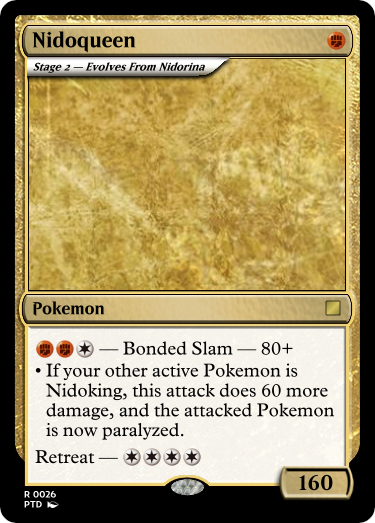 Nidoqueen
Stage 2 — Evolves From Nidorina
Pokemon
— Bonded Slam — 80+
• If your other active Pokemon is
Nidoking, this attack does 60 more
damage, and the attacked Pokemon
is now paralyzed.
Retreat —
160
R 0026
PTD